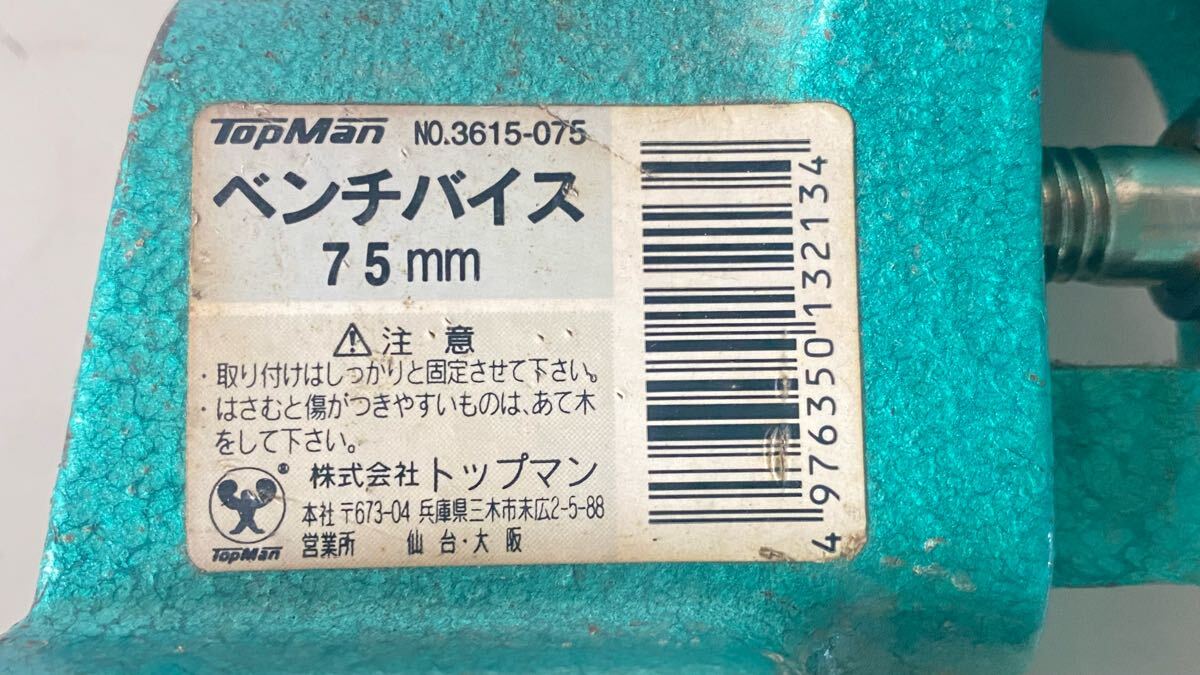 TopMan NO.3615-075
ベンチバイス
75mm
⚠注意
・取り付けはしっかりと固定させて下さい。
・はさむと傷がつきやすいものは、あて木
をして下さい。
株式会社トップマン
本社 〒673-04 兵庫県三木市末広2-5-88
営業所 仙台・大阪
®
TopMan
4976350132134